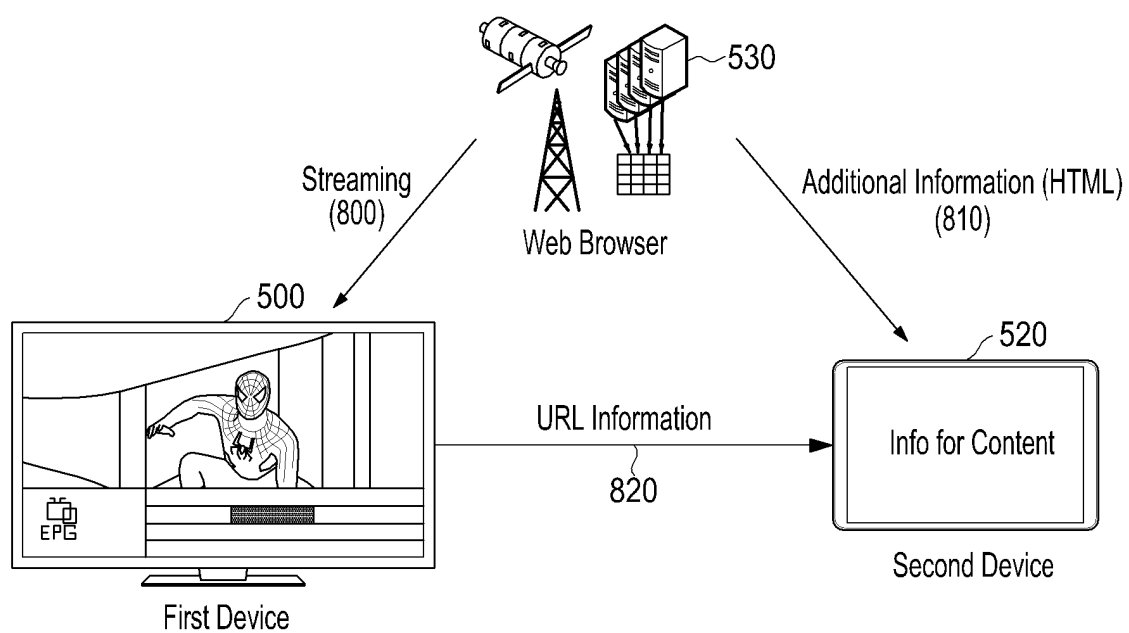 530
Streaming
(800)
Additional Information (HTML)
(810)
Web Browser
500
520
URL Information
820
Info for Content
EPG
Second Device
First Device